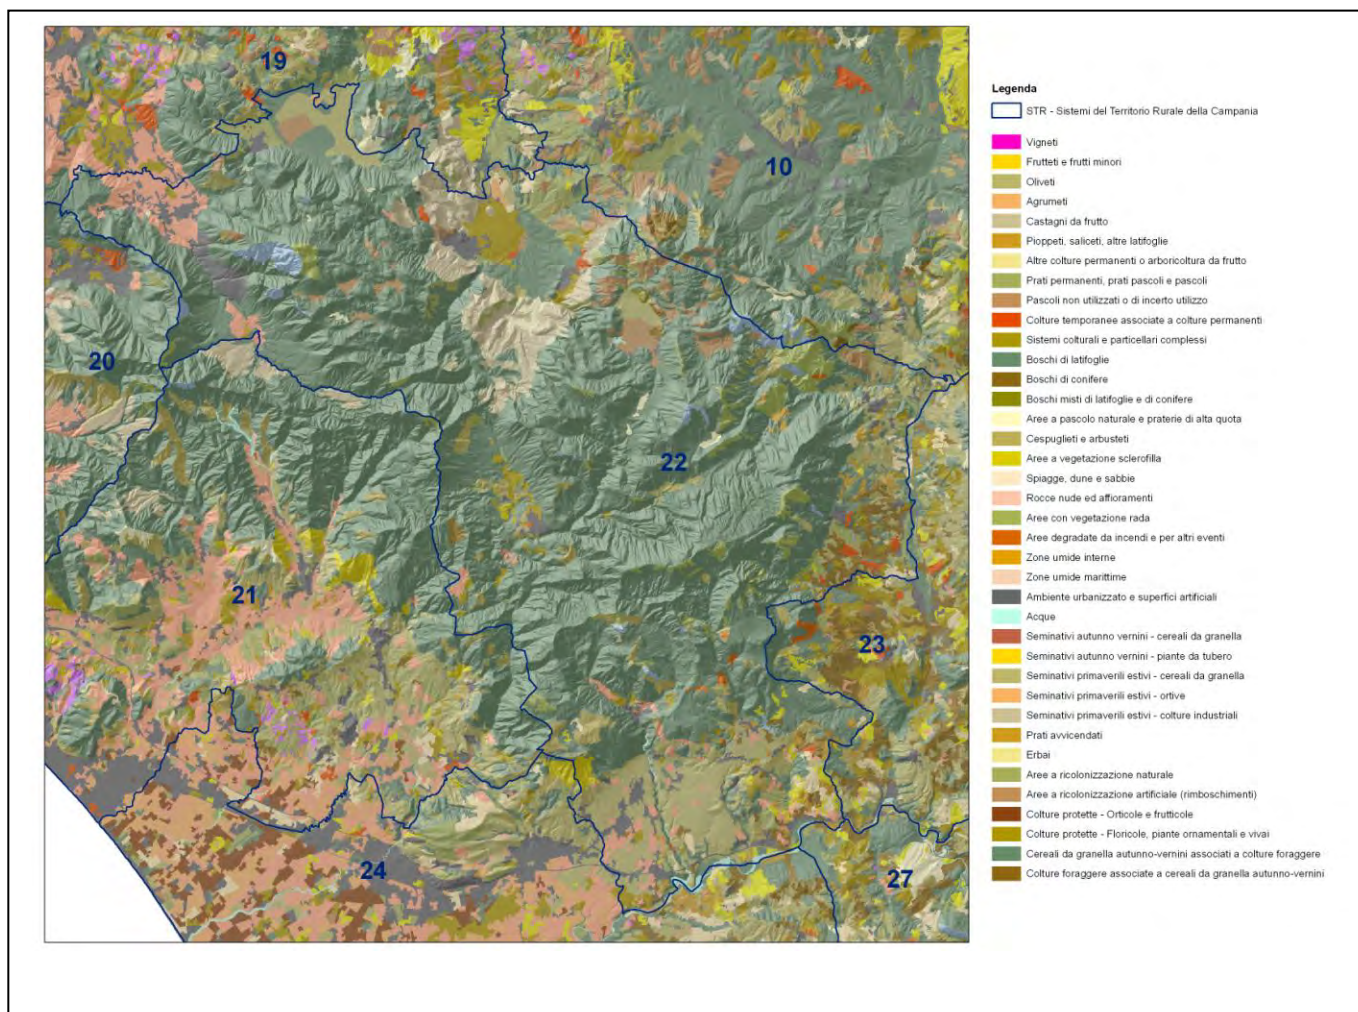 19
10
20
22
21
23
24
27
Legenda
STR - Sistemi del Territorio Rurale della Campania
Vigneti
Frutteti e frutti minori
Oliveti
Agrumeti
Castagni da frutto
Pioppeti, saliceti, altre latifoglie
Altre colture permanenti o arboricoltura da frutto
Prati permanenti, prati pascoli e pascoli
Pascoli non utilizzati o di incerto utilizzo
Colture temporanee associate a colture permanenti
Sistemi colturali e particellari complessi
Boschi di latifoglie
Boschi di conifere
Boschi misti di latifoglie e di conifere
Aree a pascolo naturale e praterie di alta quota
Cespuglieti e arbusteti
Aree a vegetazione sclerofilla
Spiagge, dune e sabbie
Rocce nude ed affioramenti
Aree con vegetazione rada
Aree degradate da incendi e per altri eventi
Zone umide interne
Zone umide marittime
Ambiente urbanizzato e superfici artificiali
Acque
Seminativi autunno vernini - cereali da granella
Seminativi autunno vernini - piante da tubero
Seminativi primaverili estivi - cereali da granella
Seminativi primaverili estivi - ortive
Seminativi primaverili estivi - colture industriali
Prati avvicendati
Erbai
Aree a ricolonizzazione naturale
Aree a ricolonizzazione artificiale (rimboschimenti)
Colture protette - Orticole e frutticole
Colture protette - Floricole, piante ornamentali e vivai
Cereali da granella autunno-vernini associati a colture foraggere
Colture foraggere associate a cereali da granella autunno-vernini